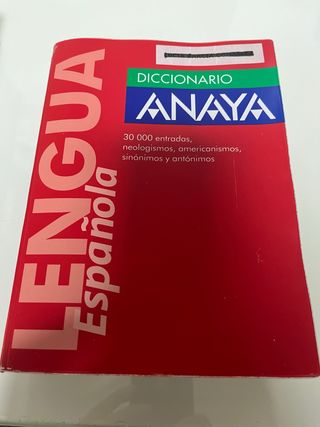 DICCIONARIO
ANAYA
30 000 entradas,
neologismos, americanismos,
sinónimos y antónimos
LENGUA
Española